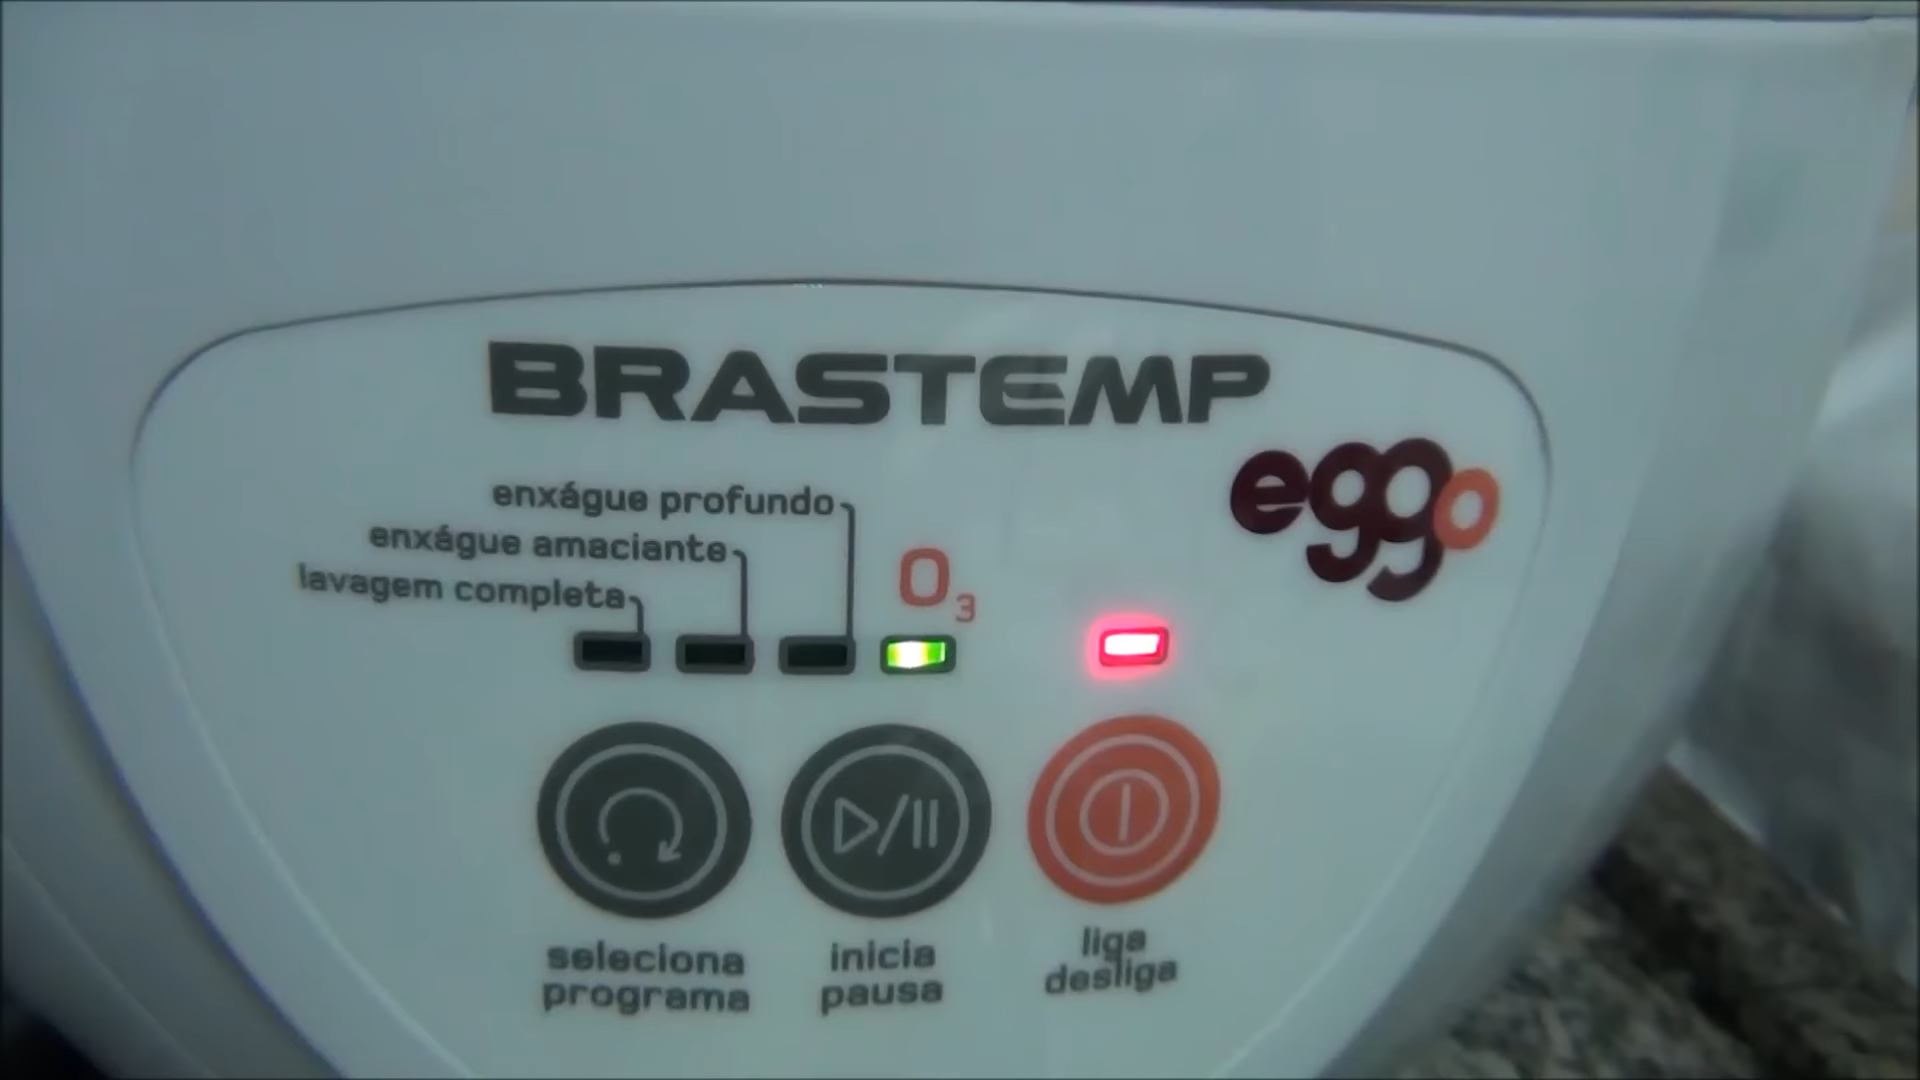 BRASTEMP
eggo
enxágue profundo
enxágue amaciante
lavagem completa
O3
seleciona
programa
inicia
pausa
liga
desliga